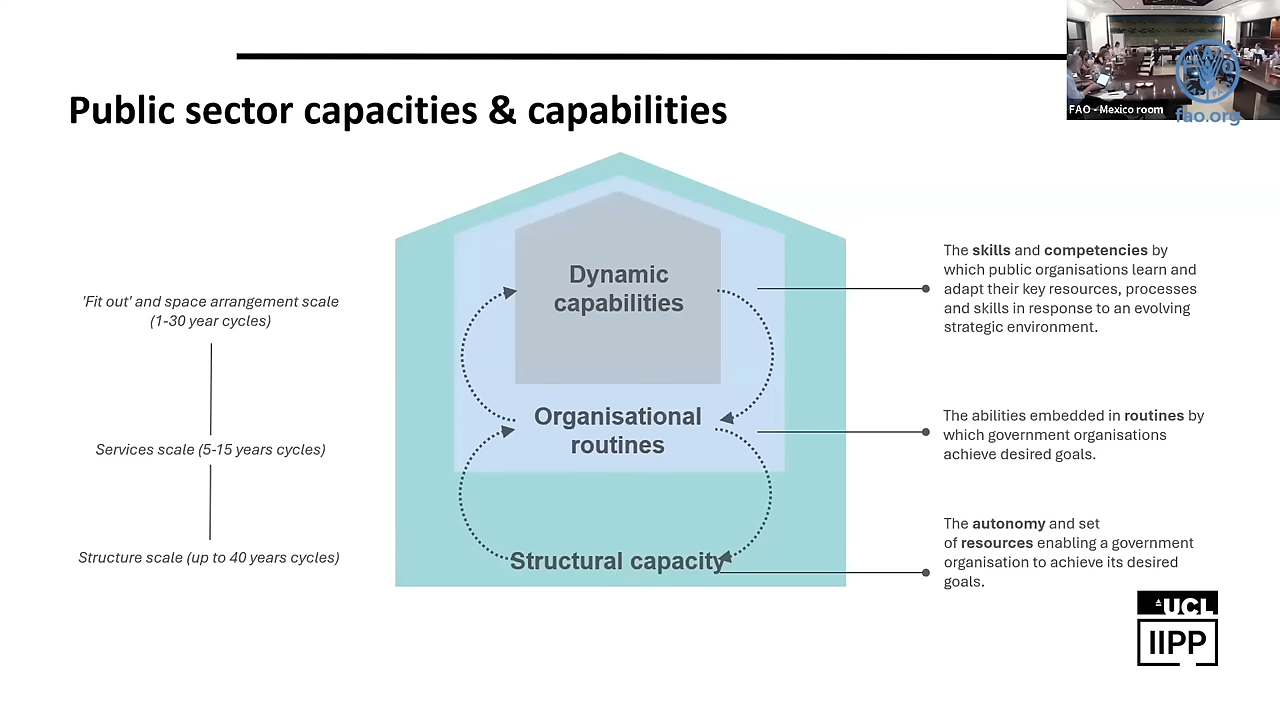 Public sector capacities & capabilities
FAO - Mexico room
fao.org
'Fit out' and space arrangement scale
(1-30 year cycles)
Services scale (5-15 years cycles)
Structure scale (up to 40 years cycles)
Dynamic
capabilities
Organisational
routines
Structural capacity
The skills and competencies by
which public organisations learn and
adapt their key resources, processes
and skills in response to an evolving
strategic environment.
The abilities embedded in routines by
which government organisations
achieve desired goals.
The autonomy and set
of resources enabling a government
organisation to achieve its desired
goals.
UCL
IIPP